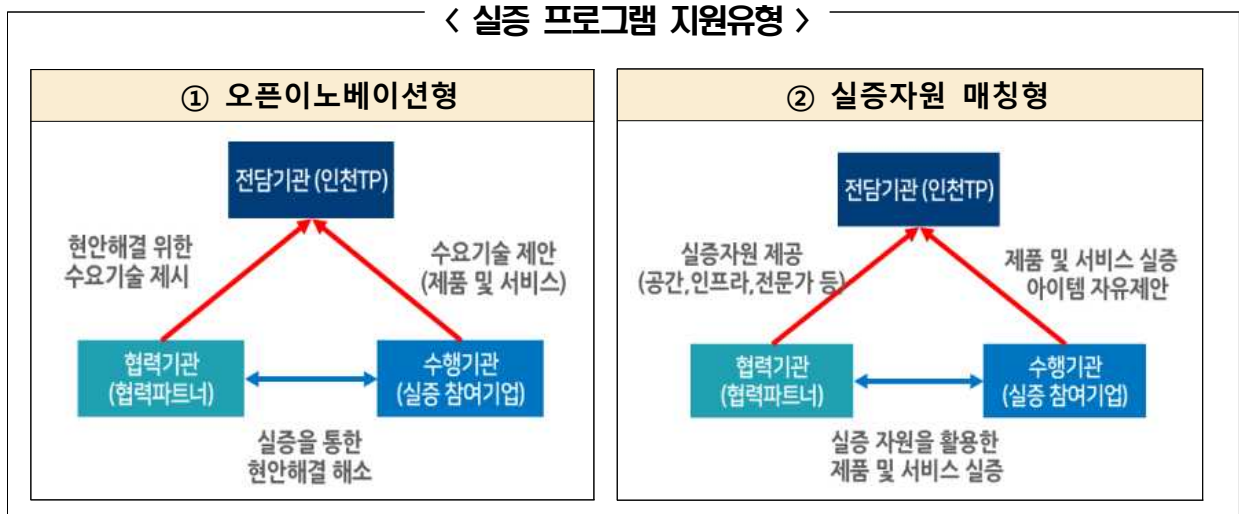 < 실증 프로그램 지원유형 >
① 오픈이노베이션형
전담기관 (인천TP)
현안해결 위한
수요기술 제시
수요기술 제안
(제품 및 서비스)
협력기관
(협력파트너)
수행기관
(실증 참여기업)
실증을 통한
현안해결 해소
② 실증자원 매칭형
전담기관 (인천TP)
실증자원 제공
(공간,인프라,전문가 등)
제품 및 서비스 실증
아이템 자유제안
협력기관
(협력파트너)
수행기관
(실증 참여기업)
실증 자원을 활용한
제품 및 서비스 실증